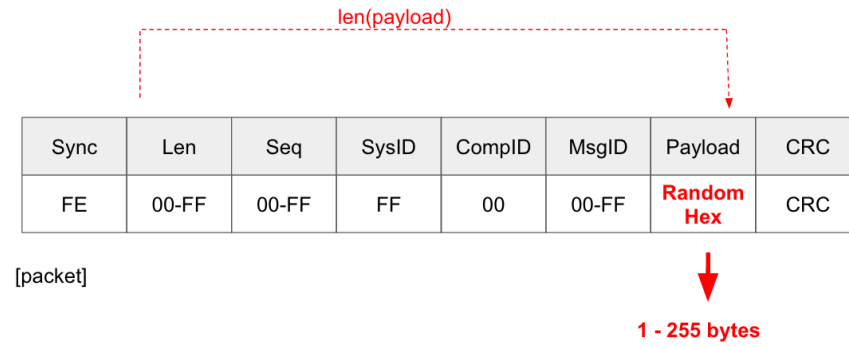 len(payload)
Sync Len Seq SysID CompID MsgID Payload CRC
FE 00-FF 00-FF FF 00 00-FF Random Hex CRC
[packet]
1 - 255 bytes